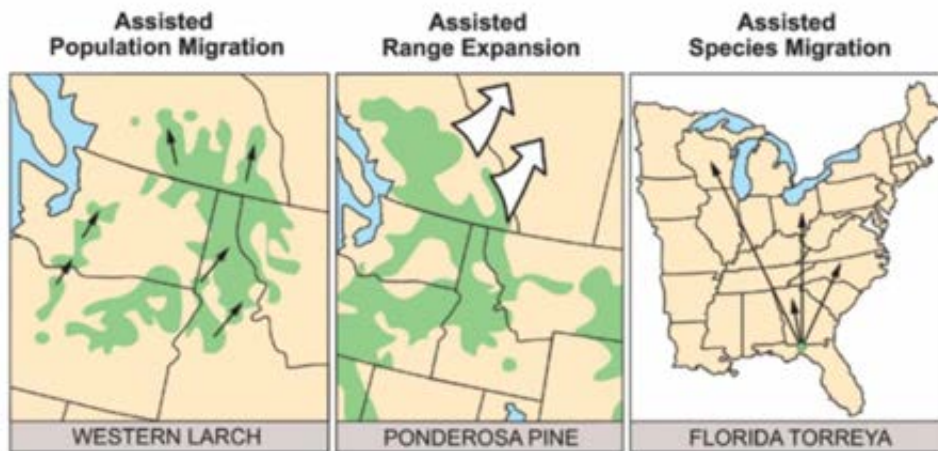 Assisted
Population Migration
Assisted
Range Expansion
Assisted
Species Migration
WESTERN LARCH
PONDEROSA PINE
FLORIDA TORREYA